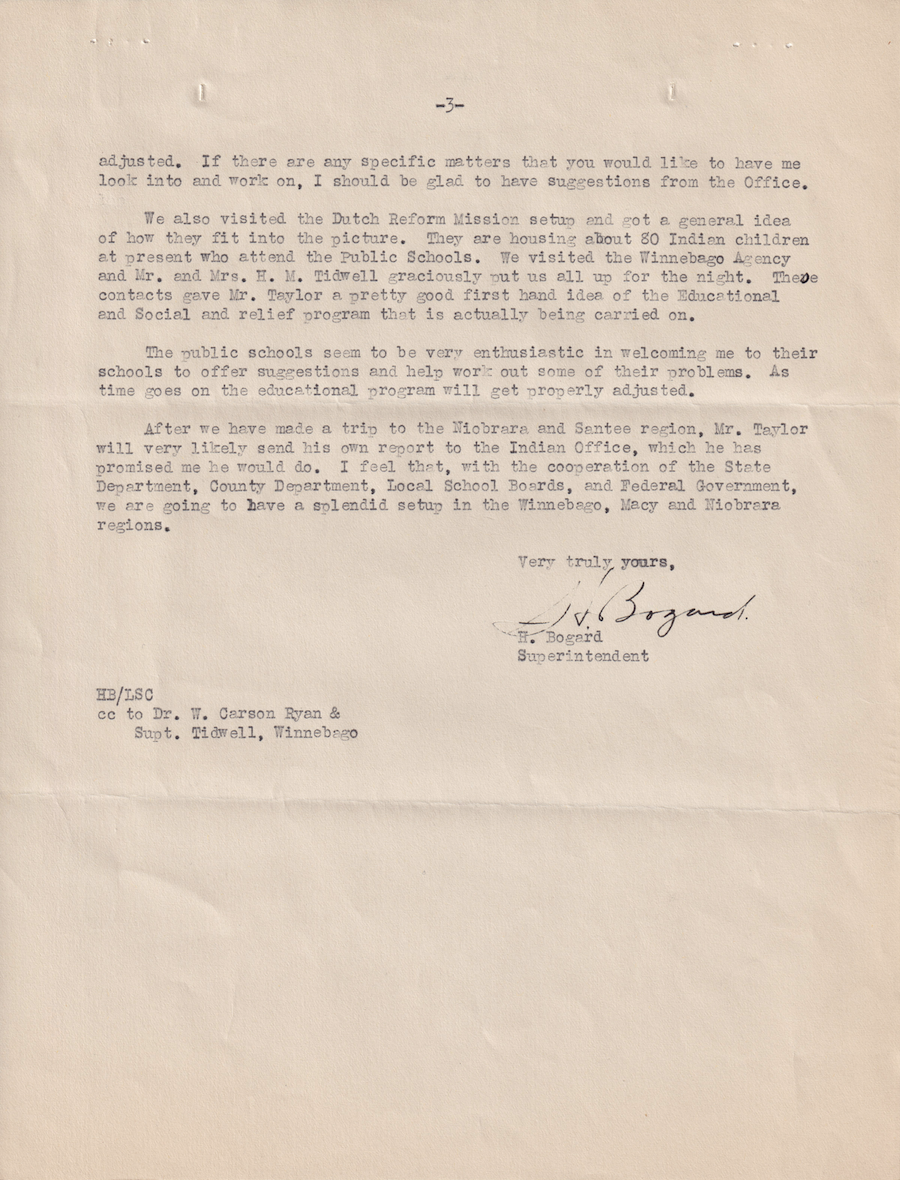 -3-
adjusted. If there are any specific matters that you would like to have me
look into and work on, I should be glad to have suggestions from the Office.
We also visited the Dutch Reform Mission setup and got a general idea
of how they fit into the picture. They are housing about 80 Indian children
at present who attend the Public Schools. We visited the Winnebago Agency
and Mr. and Mrs. H. M. Tidwell graciously put us all up for the night. These
contacts gave Mr. Taylor a pretty good first hand idea of the Educational
and Social and relief program that is actually being carried on.
The public schools seem to be very enthusiastic in welcoming me to their
schools to offer suggestions and help work out some of their problems. As
time goes on the educational program will get properly adjusted.
After we have made a trip to the Niobrara and Santee region, Mr. Taylor
will very likely send his own report to the Indian Office, which he has
promised me he would do. I feel that, with the cooperation of the State
Department, County Department, Local School Boards, and Federal Government,
we are going to have a splendid setup in the Winnebago, Macy and Niobrara
regions.
Very truly yours,
H. Bogard.
H. Bogard
Superintendent
HB/LSC
cc to Dr. W. Carson Ryan &
Supt. Tidwell, Winnebago